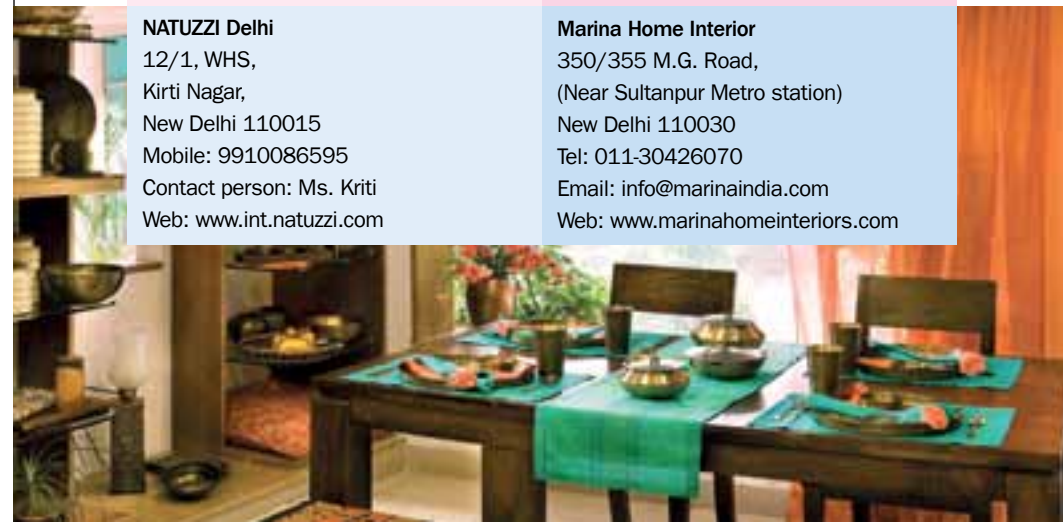 NATUZZI Delhi
12/1, WHS,
Kirti Nagar,
New Delhi 110015
Mobile: 9910086595
Contact person: Ms. Kriti
Web: www.int.natuzzi.com
Marina Home Interior
350/355 M.G. Road,
(Near Sultanpur Metro station)
New Delhi 110030
Tel: 011-30426070
Email: info@marinaindia.com
Web: www.marinahomeinteriors.com